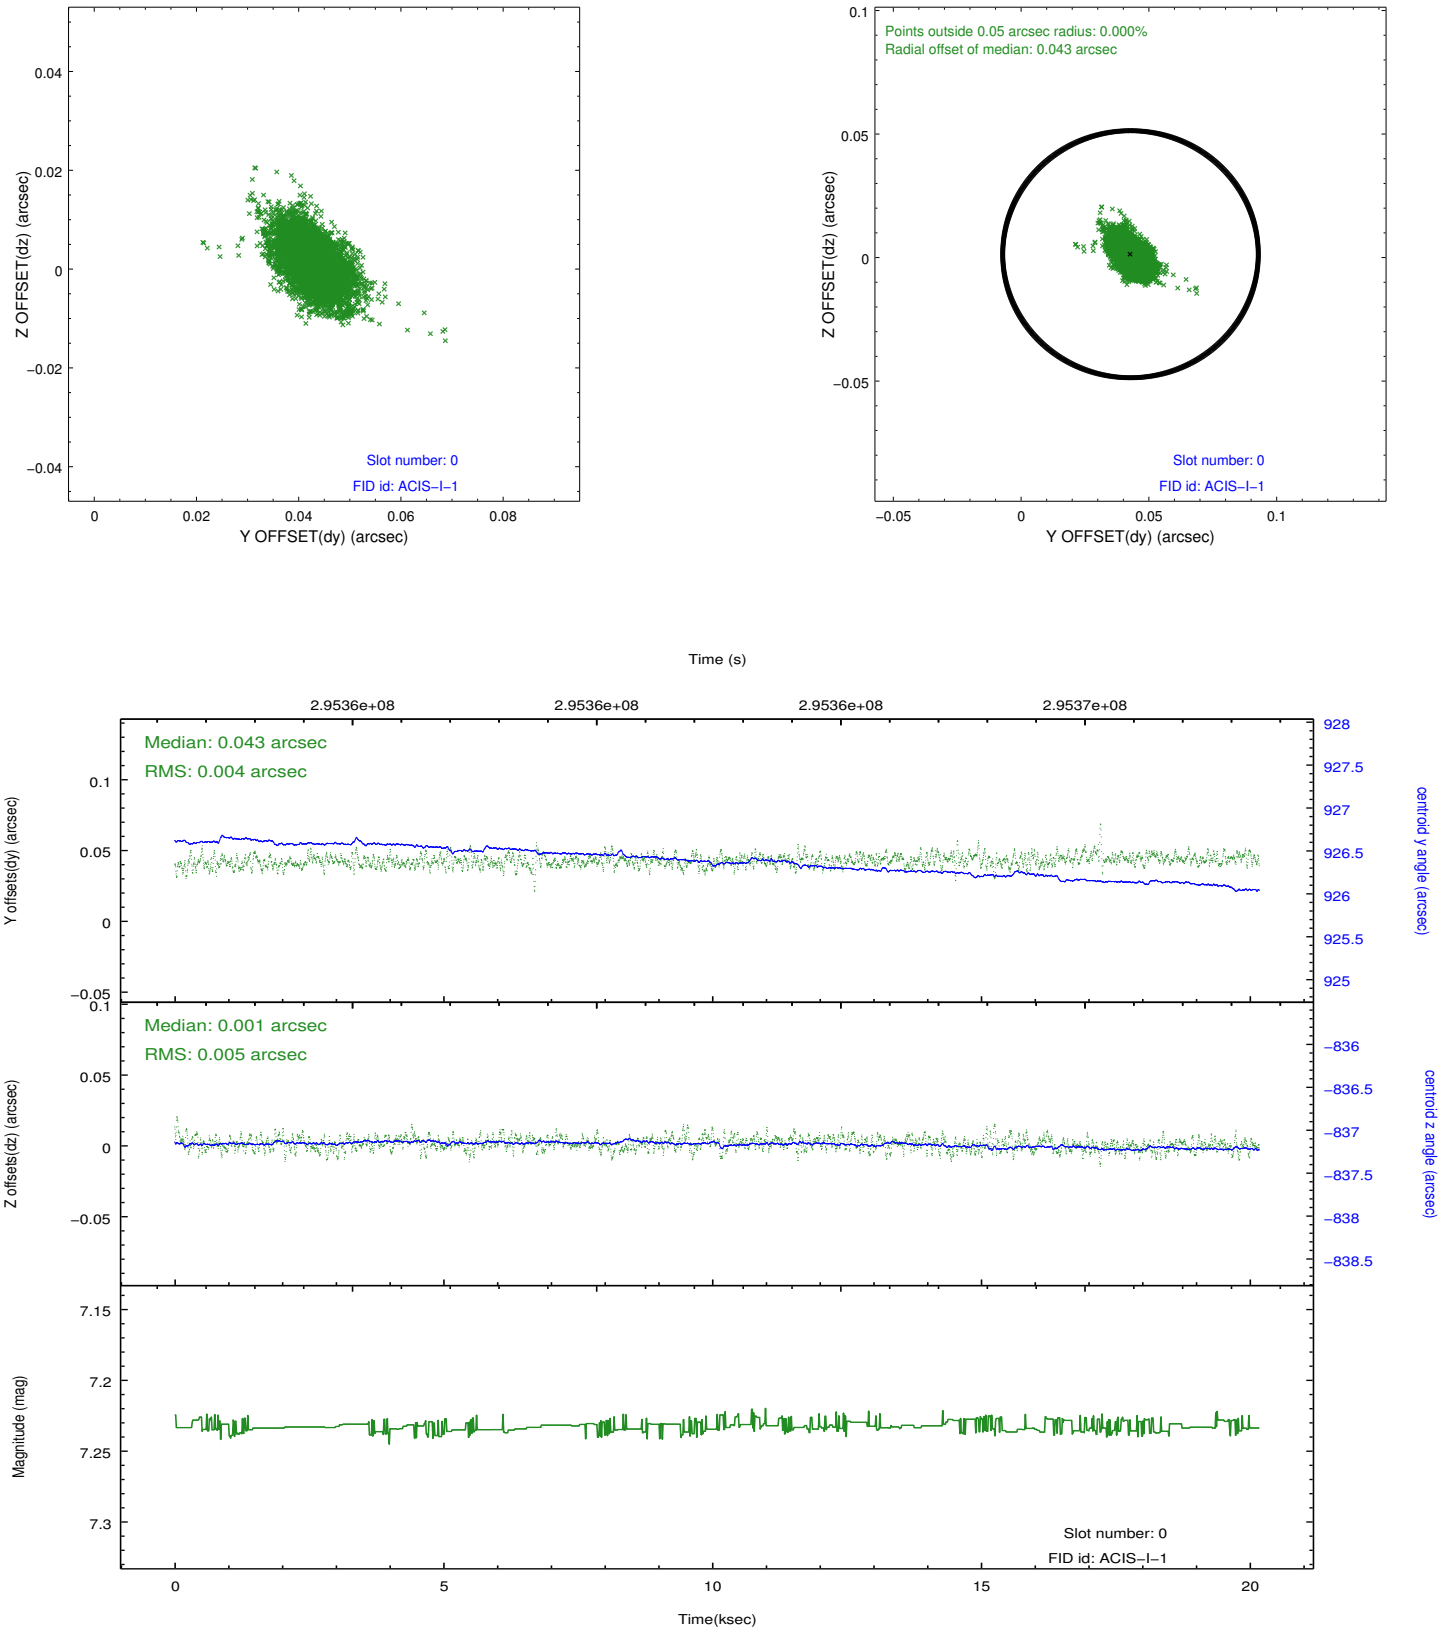 0.04
0.02
0
−0.02
−0.04
Z OFFSET(dz) (arcsec)
Slot number: 0
FID id: ACIS−I−1
0 0.02 0.04 0.06 0.08
Y OFFSET(dy) (arcsec)
Points outside 0.05 arcsec radius: 0.000%
Radial offset of median: 0.043 arcsec
0.1
0.05
0
−0.05
Z OFFSET(dz) (arcsec)
Slot number: 0
FID id: ACIS−I−1
−0.05 0 0.05 0.1
Y OFFSET(dy) (arcsec)
Time (s)
2.9536e+08 2.9536e+08 2.9536e+08 2.9537e+08
Median: 0.043 arcsec
RMS: 0.004 arcsec
0.1
0.05
0
−0.05
Y offsets(dy) (arcsec)
928
927.5
927
926.5
926
925.5
925
centroid y angle (arcsec)
Median: 0.001 arcsec
RMS: 0.005 arcsec
0.1
0.05
0
−0.05
Z offsets(dz) (arcsec)
−836
−836.5
−837
−837.5
−838
−838.5
centroid z angle (arcsec)
7.15
7.2
7.25
7.3
Magnitude (mag)
Slot number: 0
FID id: ACIS−I−1
0 5 10 15 20
Time(ksec)